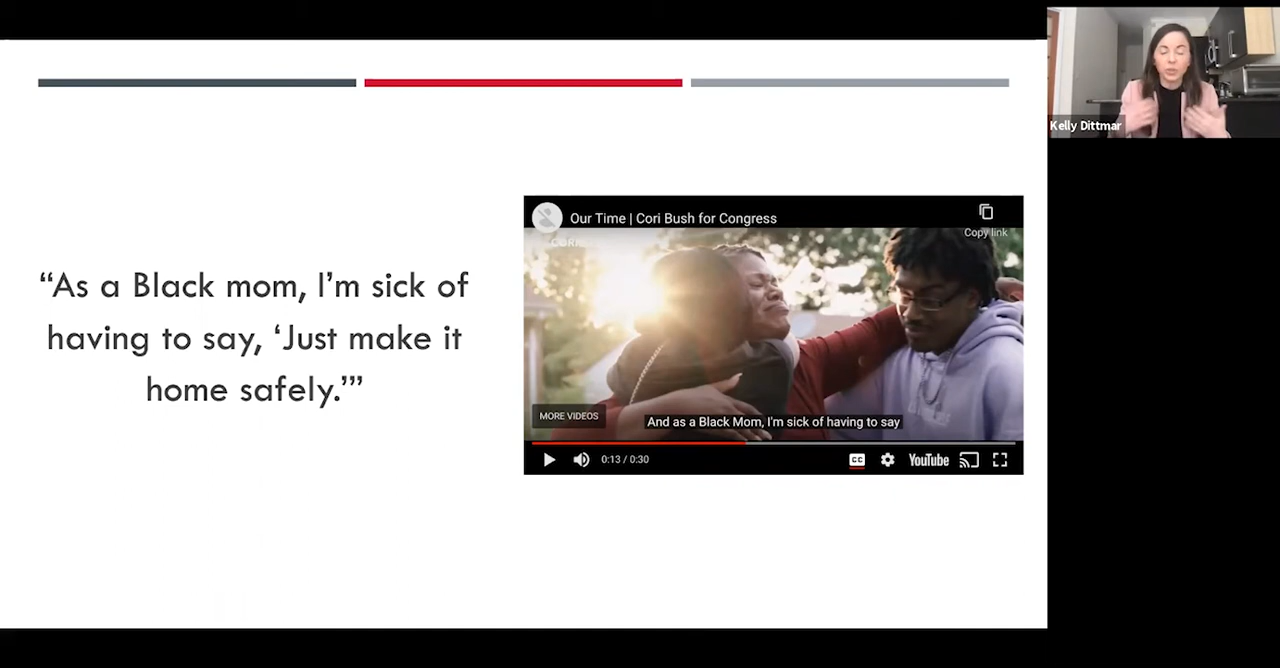 “As a Black mom, I’m sick of
having to say, ‘Just make it
home safely.’”
Our Time | Cori Bush for Congress
Copy link
MORE VIDEOS
And as a Black Mom, I'm sick of having to say
0:13 / 0:30
CC
YouTube
Kelly Dittmar